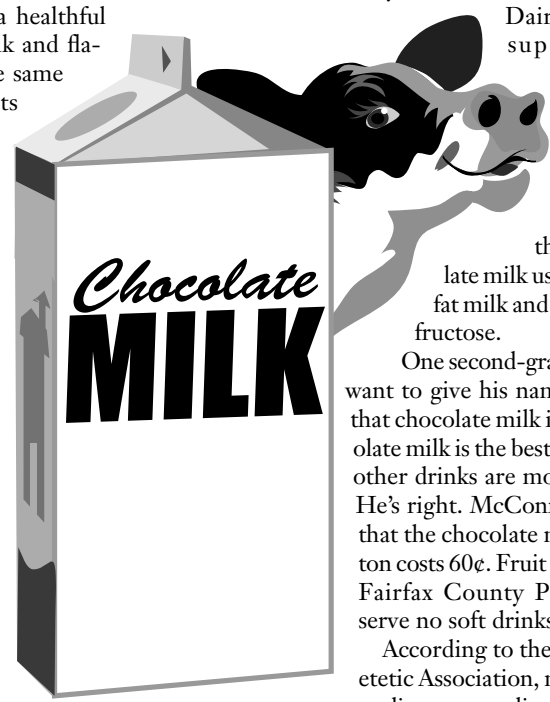 a healthful
lk and fla-
e same
ts
Dair
sup
Chocolate
MILK
th
late milk us
fat milk and
fructose.
One second-gra
want to give his nan
that chocolate milk i
olate milk is the best
other drinks are mo
He's right. McConn
that the chocolate m
ton costs 60¢. Fruit
Fairfax County P
serve no soft drinks
According to the
etetic Association, n